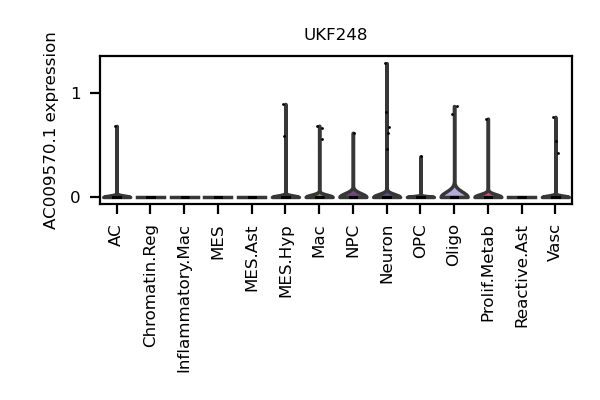 UKF248
AC009570.1 expression
1
0
AC
Chromatin.Reg
Inflammatory.Mac
MES
MES.Ast
MES.Hyp
Mac
NPC
Neuron
OPC
Oligo
Prolif.Metab
Reactive.Ast
Vasc